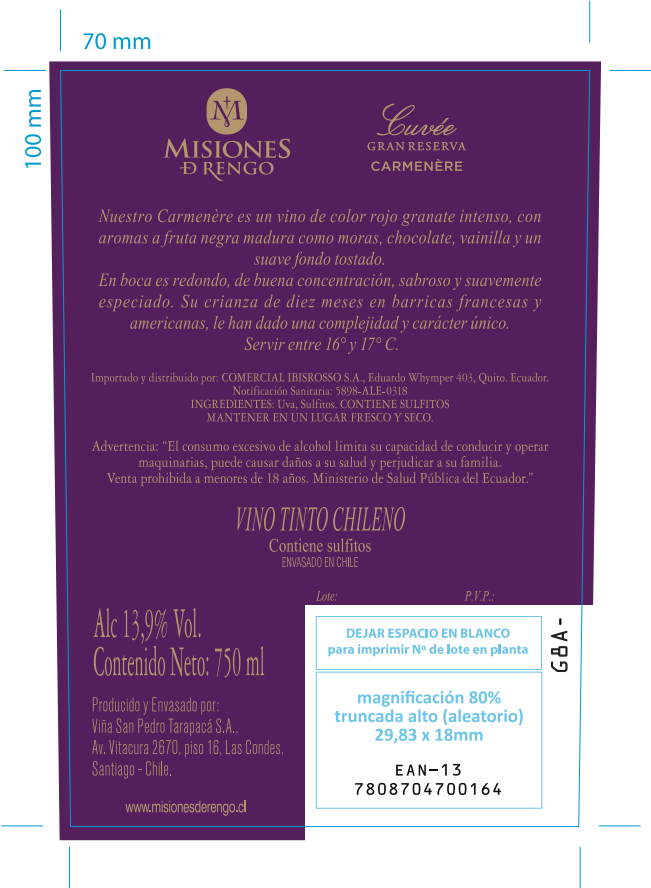 70 mm
100 mm
M
MISIONES
D RENGO
Cuvée
GRAN RESERVA
CARMENÈRE
Nuestro Carmenère es un vino de color rojo granate intenso, con
aromas a fruta negra madura como moras, chocolate, vainilla y un
suave fondo tostado.
En boca es redondo, de buena concentración, sabroso y suavemente
especiado. Su crianza de diez meses en barricas francesas y
americanas, le han dado una complejidad y carácter único.
Servir entre 16° y 17° C.
Importado y distribuido por: COMERCIAL IBISROSSO S.A., Eduardo Whymper 403, Quito. Ecuador.
Notificación Sanitaria: 5898-ALE-0318
INGREDIENTES: Uva, Sulfitos. CONTIENE SULFITOS
MANTENER EN UN LUGAR FRESCO Y SECO.
Advertencia: “El consumo excesivo de alcohol limita su capacidad de conducir y operar
maquinarias, puede causar daños a su salud y perjudicar a su familia.
Venta prohibida a menores de 18 años. Ministerio de Salud Pública del Ecuador.”
VINO TINTO CHILENO
Contiene sulfitos
ENVASADO EN CHILE
Lote: P.V.P.:
Alc 13,9% Vol.
Contenido Neto: 750 ml
Producido y Envasado por:
Viña San Pedro Tarapacá S.A.,
Av. Vitacura 2670, piso 16, Las Condes,
Santiago - Chile.
www.misionesderengo.cl
DEJAR ESPACIO EN BLANCO
para imprimir Nº de lote en planta
G8A-
magnificación 80%
truncada alto (aleatorio)
29,83 x 18mm
EAN-13
7808704700164